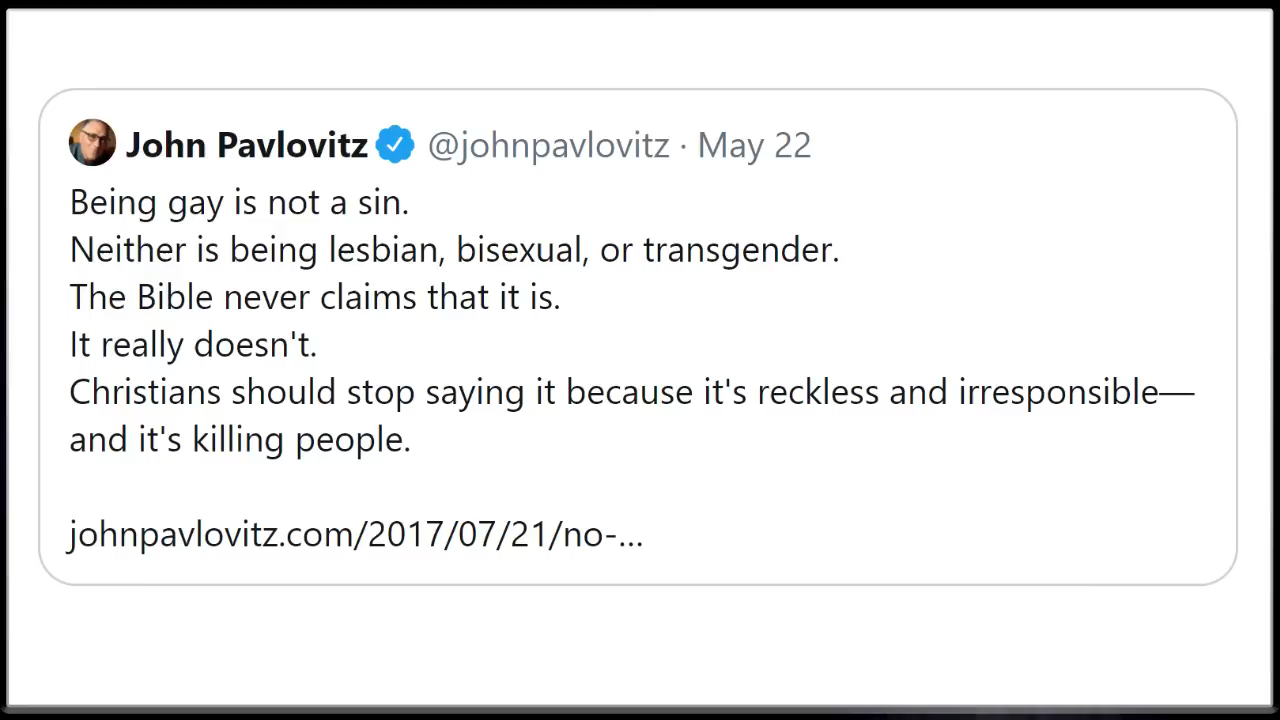 John Pavlovitz @johnpavlovitz · May 22
Being gay is not a sin.
Neither is being lesbian, bisexual, or transgender.
The Bible never claims that it is.
It really doesn't.
Christians should stop saying it because it's reckless and irresponsible—
and it's killing people.
johnpavlovitz.com/2017/07/21/no-...